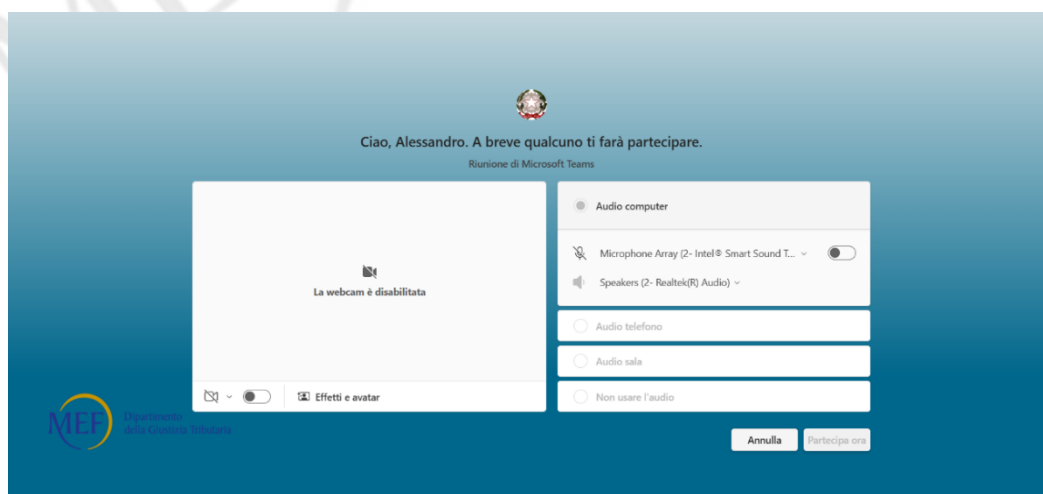 Ciao, Alessandro. A breve qualcuno ti farà partecipare.
Riunione di Microsoft Teams
La webcam è disabilitata
Effetti e avatar
Audio computer
Microphone Array (2- Intel® Smart Sound T...
Speakers (2- Realtek(R) Audio)
Audio telefono
Audio sala
Non usare l'audio
Annulla
Partecipa ora
MEF
Dipartimento
della Giustizia Tributaria